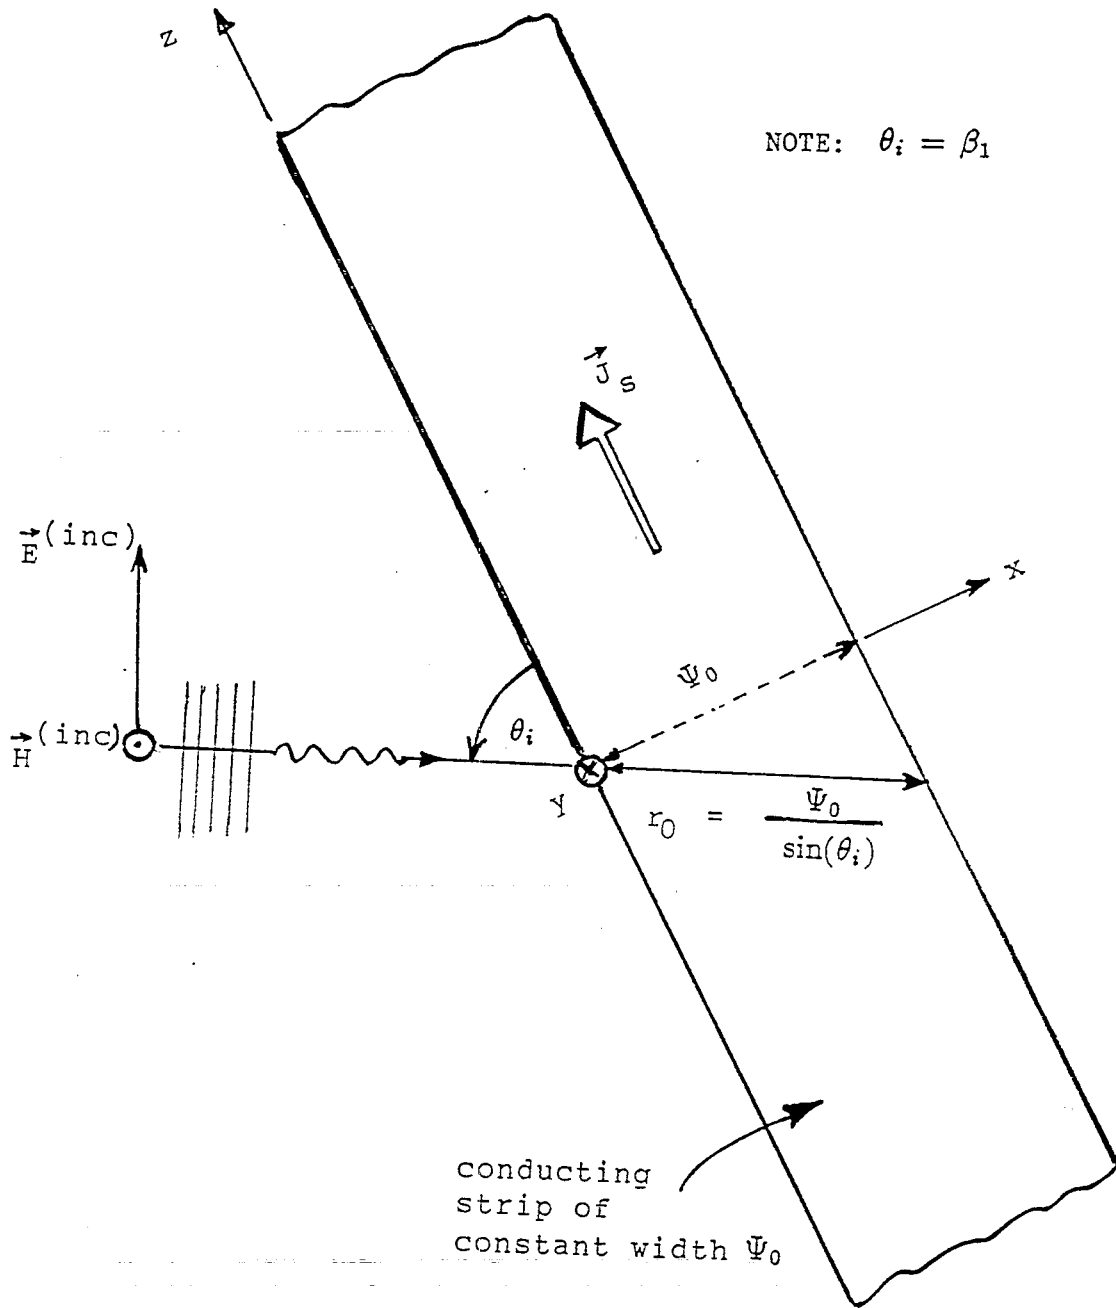 z
NOTE: θi = β1
J⃗s
E⃗(inc)
x
Ψ0
H⃗(inc)
θi
y
r0 = Ψ0 / sin(θi)
conducting
strip of
constant width Ψ0